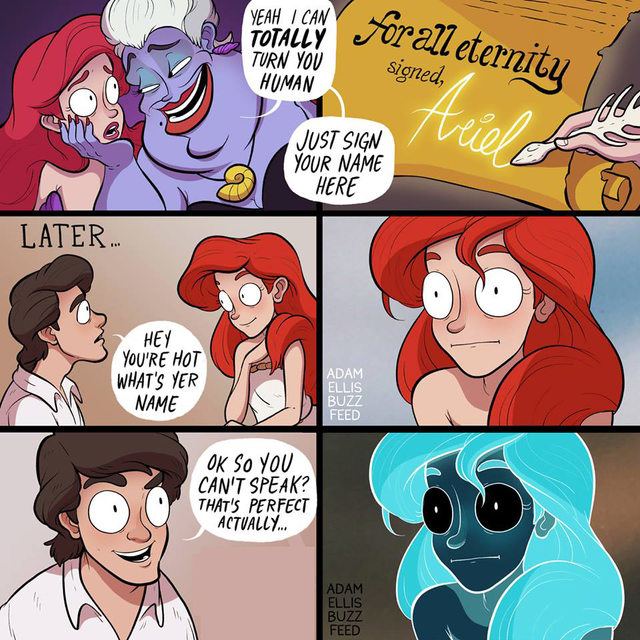 YEAH I CAN
TOTALLY
TURN YOU
HUMAN
JUST SIGN
YOUR NAME
HERE
for all eternity
signed,
Ariel
LATER...
HEY
YOU'RE HOT
WHAT'S YER
NAME
ADAM
ELLIS
BUZZ
FEED
OK SO YOU
CAN'T SPEAK?
THAT'S PERFECT
ACTUALLY...
ADAM
ELLIS
BUZZ
FEED